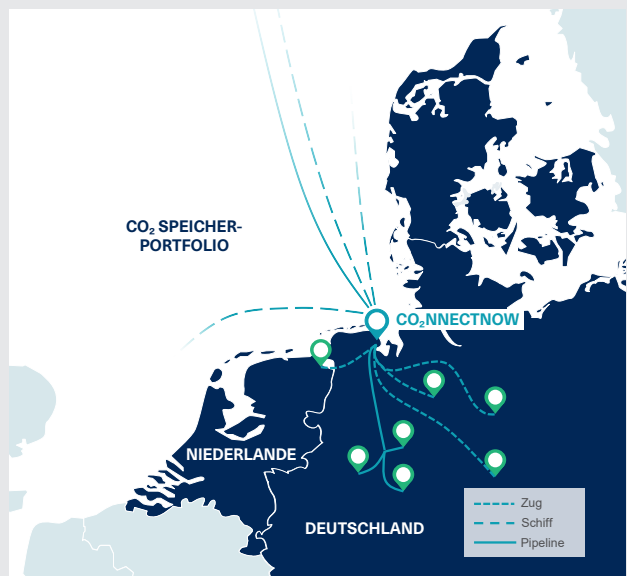 CO₂ SPEICHER-
PORTFOLIO
CO₂NNECTNOW
NIEDERLANDE
DEUTSCHLAND
Zug
Schiff
Pipeline